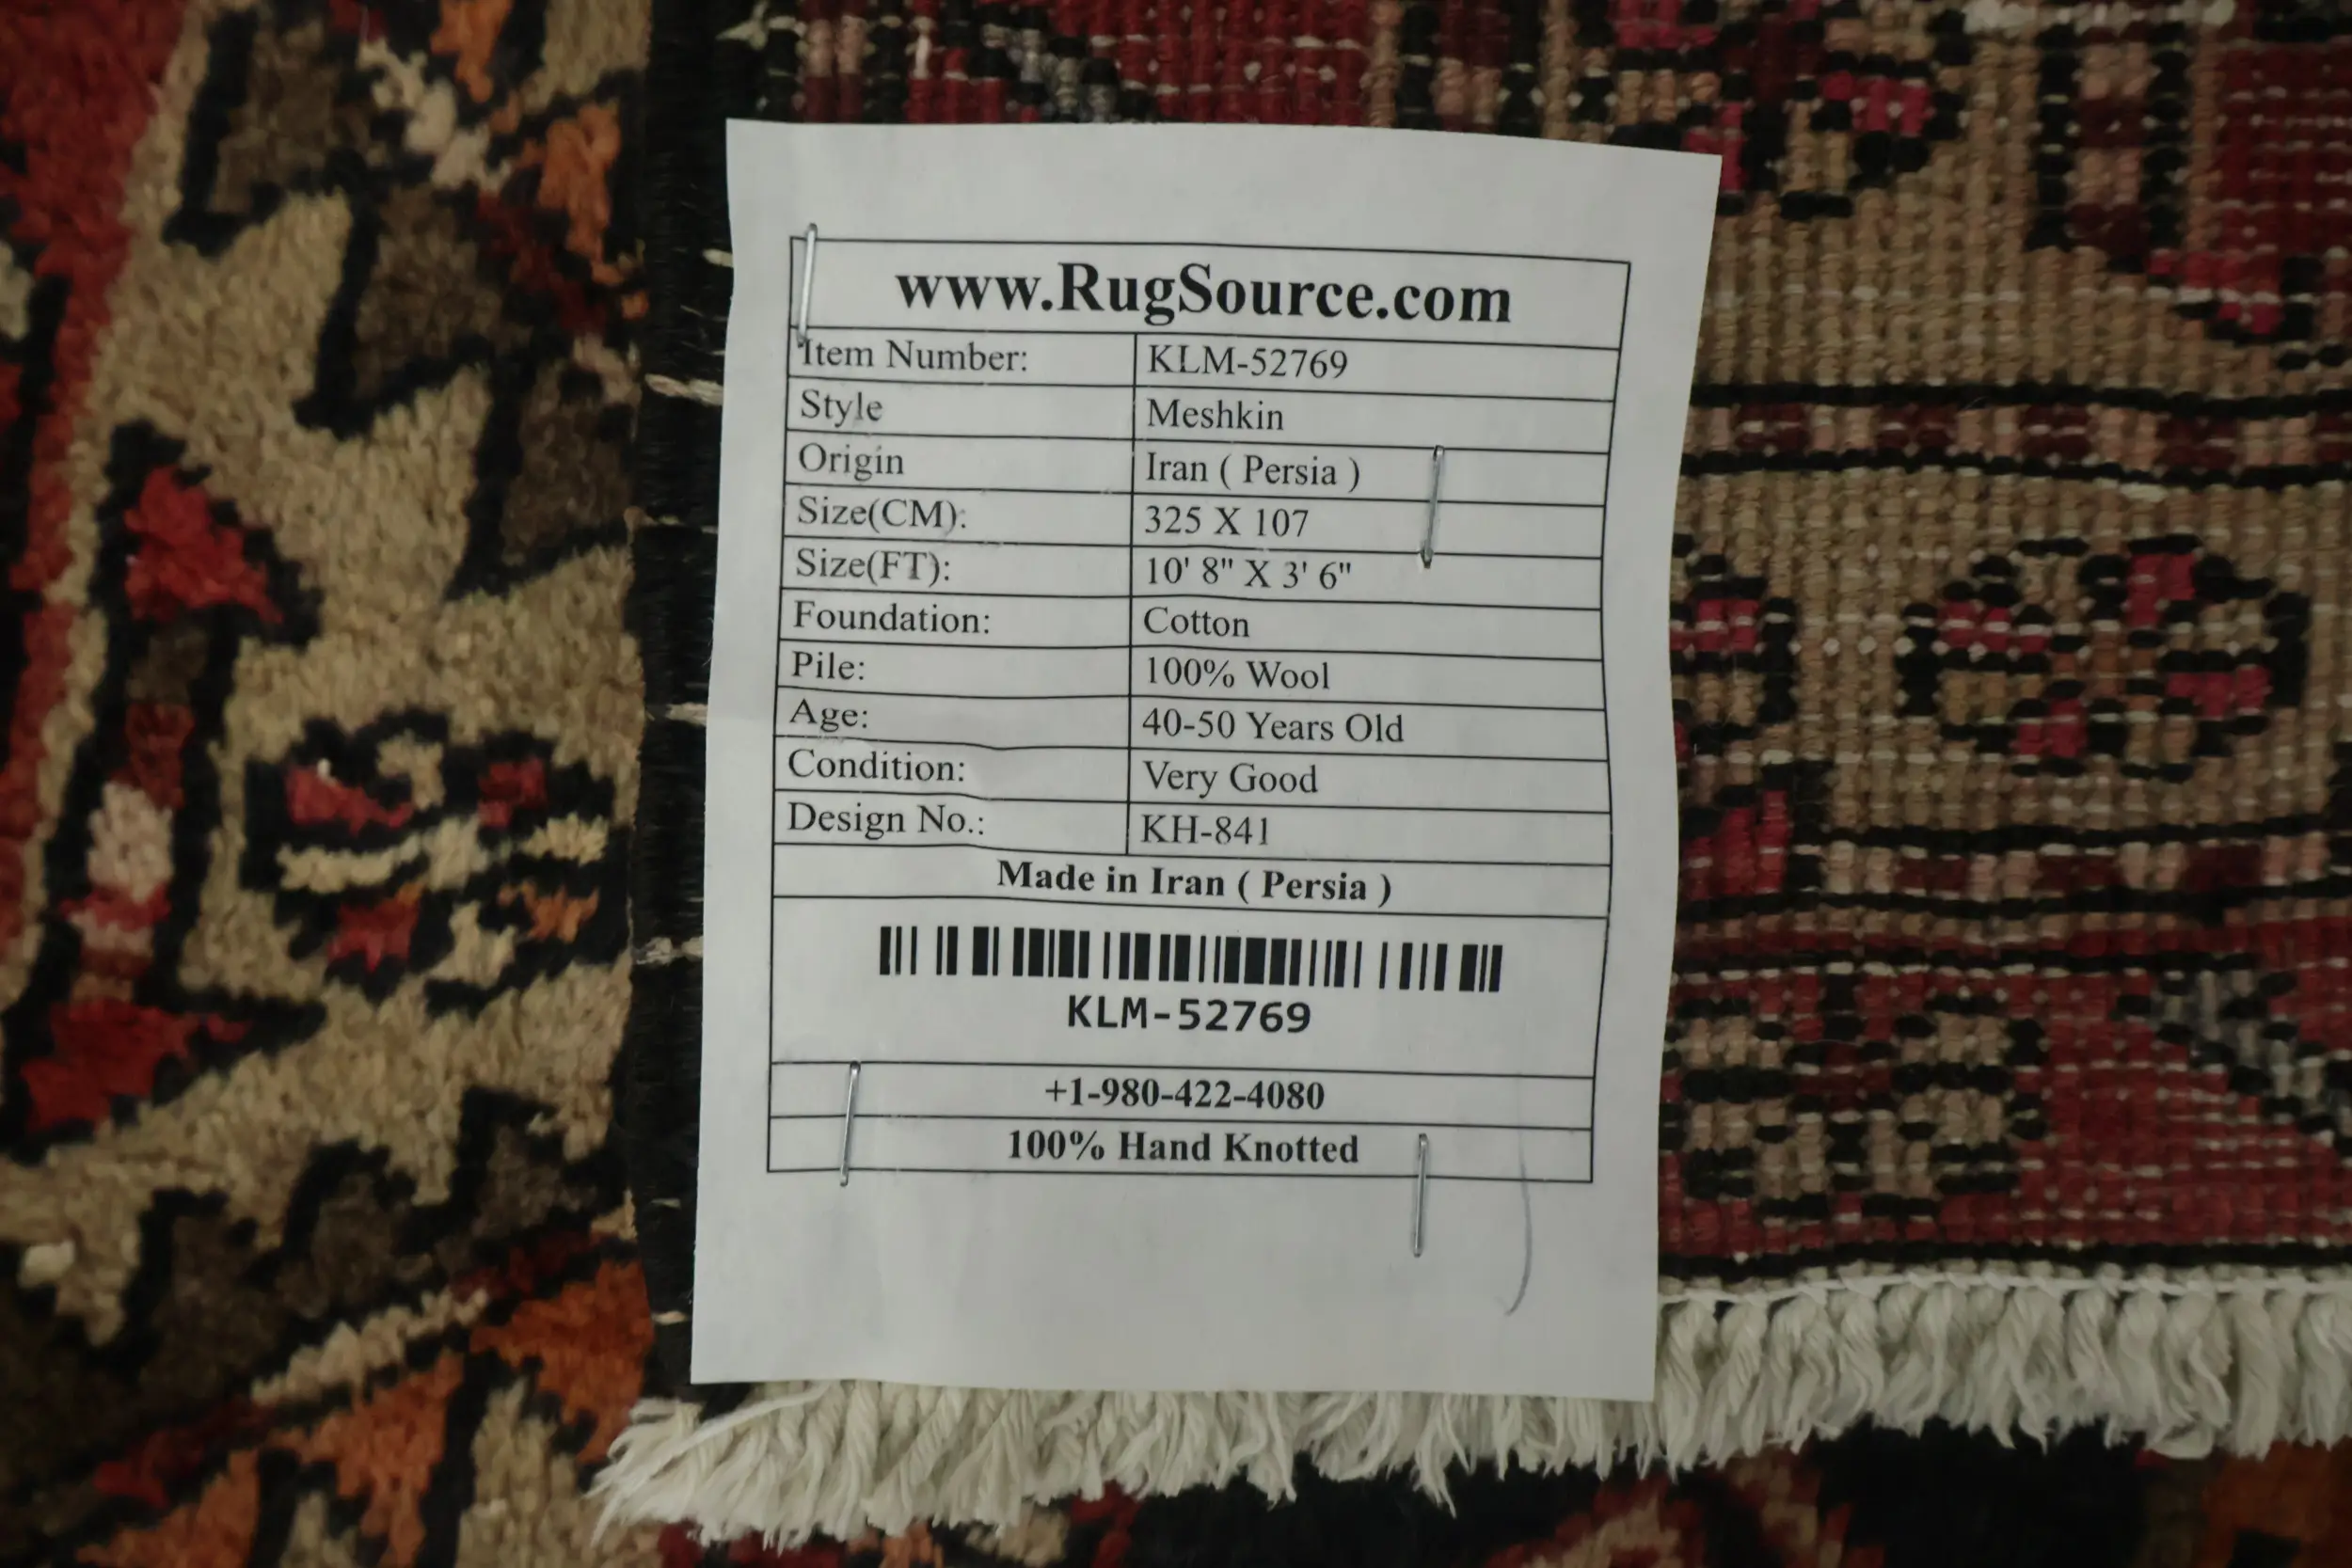 www.RugSource.com
Item Number: KLM-52769
Style Meshkin
Origin Iran ( Persia )
Size(CM): 325 X 107
Size(FT): 10' 8" X 3' 6"
Foundation: Cotton
Pile: 100% Wool
Age: 40-50 Years Old
Condition: Very Good
Design No.: KH-841
Made in Iran ( Persia )
KLM-52769
+1-980-422-4080
100% Hand Knotted